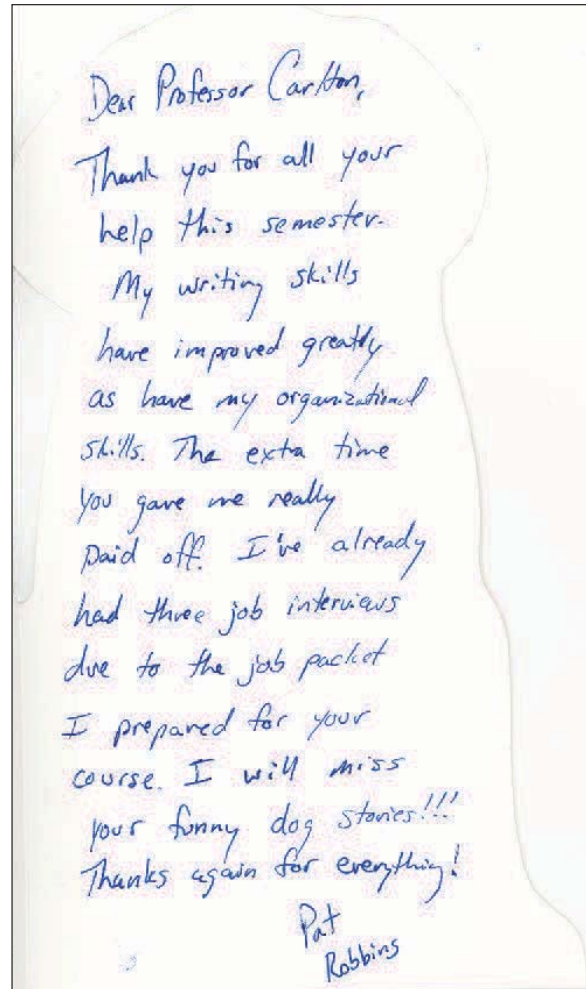 Dear Professor Carlton,
Thank you for all your
help this semester.
My writing skills
have improved greatly
as have my organizational
skills. The extra time
you gave me really
paid off. I've already
had three job interviews
due to the job packet
I prepared for your
course. I will miss
your funny dog stories!!!
Thanks again for everything!
Pat
Robbins